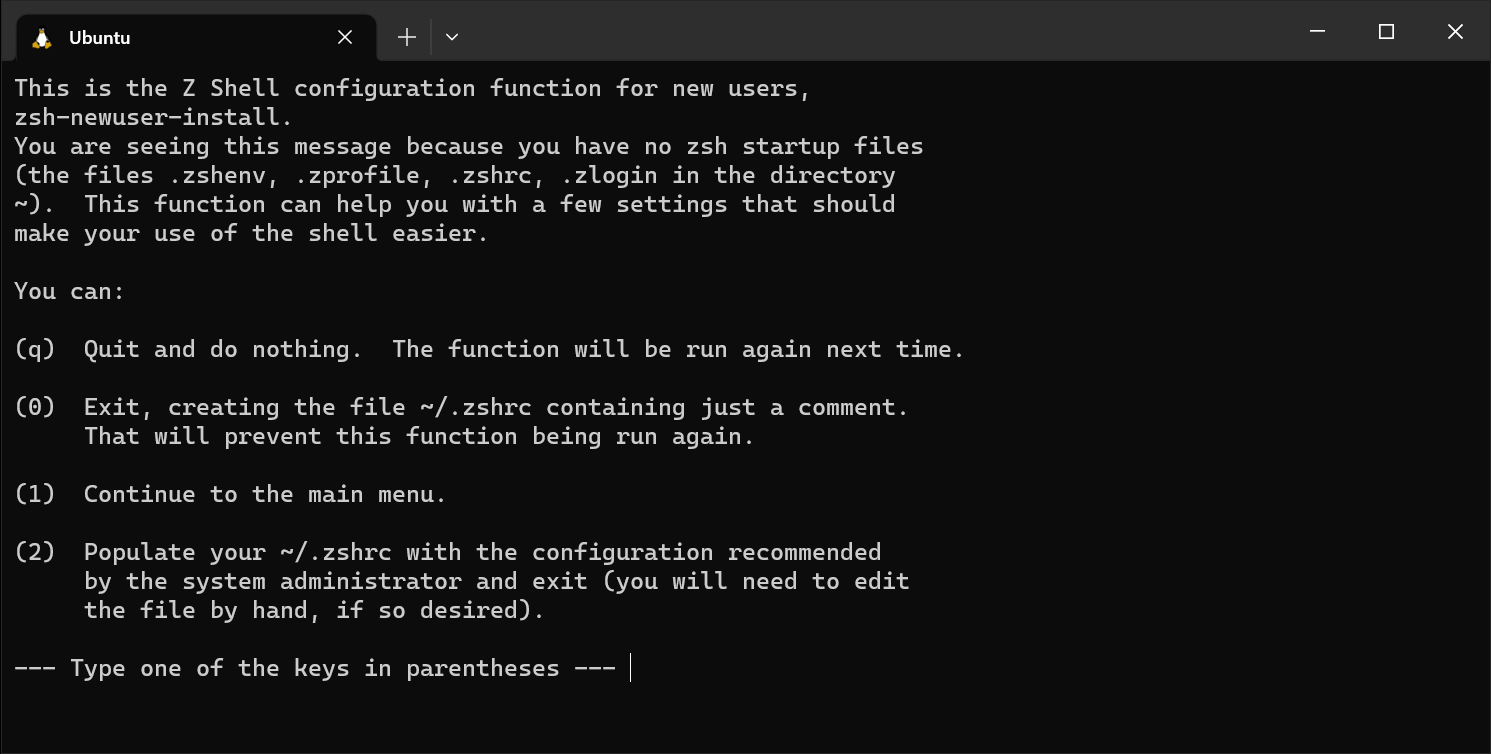 Ubuntu
This is the Z Shell configuration function for new users,
zsh-newuser-install.
You are seeing this message because you have no zsh startup files
(the files .zshenv, .zprofile, .zshrc, .zlogin in the directory
~).  This function can help you with a few settings that should
make your use of the shell easier.

You can:

(q)  Quit and do nothing.  The function will be run again next time.

(0)  Exit, creating the file ~/.zshrc containing just a comment.
     That will prevent this function being run again.

(1)  Continue to the main menu.

(2)  Populate your ~/.zshrc with the configuration recommended
     by the system administrator and exit (you will need to edit
     the file by hand, if so desired).

--- Type one of the keys in parentheses ---